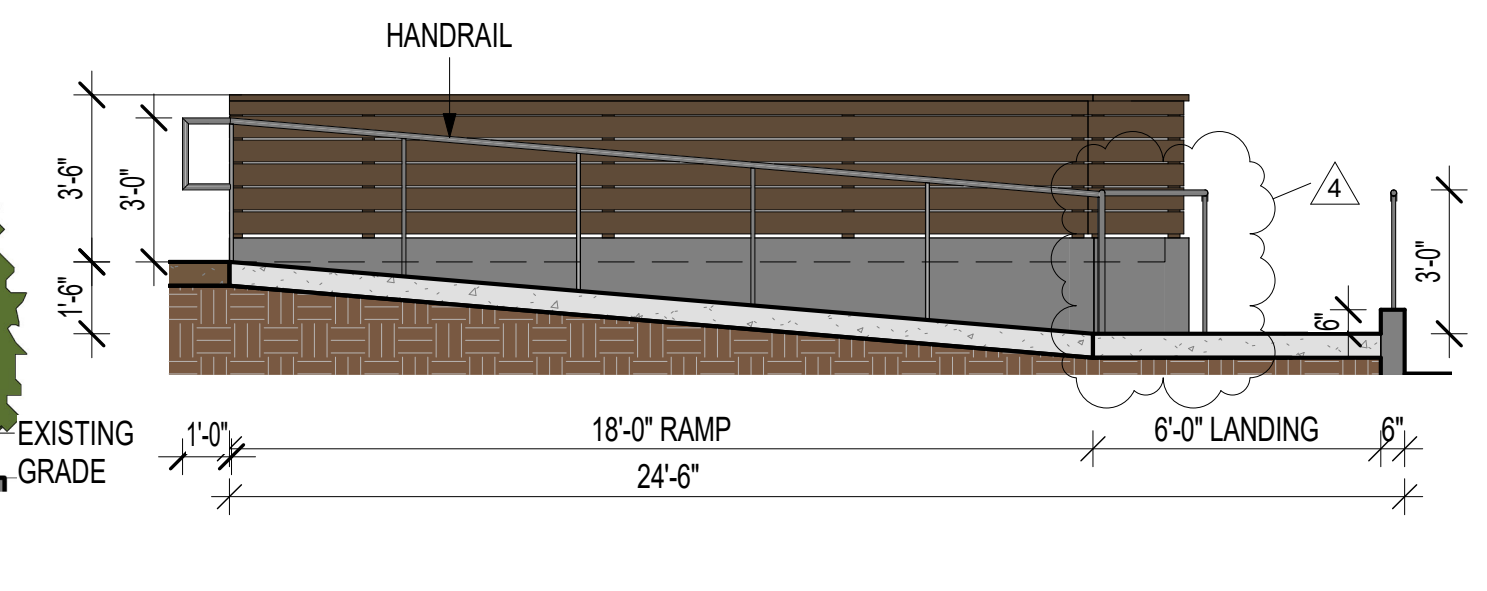 HANDRAIL
3'-6"
3'-0"
4
1'-6"
3'-0"
6"
EXISTING
GRADE
1'-0"
18'-0" RAMP
6'-0" LANDING
6"
24'-6"